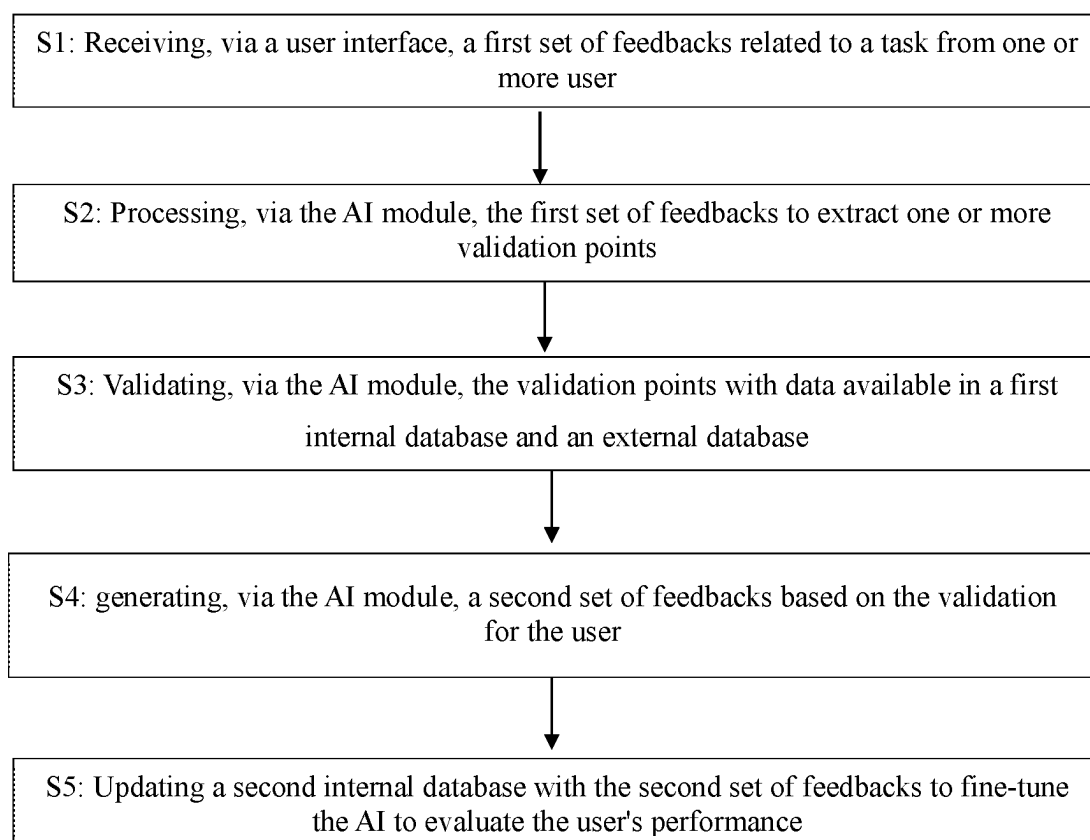 S1: Receiving, via a user interface, a first set of feedbacks related to a task from one or
more user
S2: Processing, via the AI module, the first set of feedbacks to extract one or more
validation points
S3: Validating, via the AI module, the validation points with data available in a first
internal database and an external database
S4: generating, via the AI module, a second set of feedbacks based on the validation
for the user
S5: Updating a second internal database with the second set of feedbacks to fine-tune
the AI to evaluate the user's performance